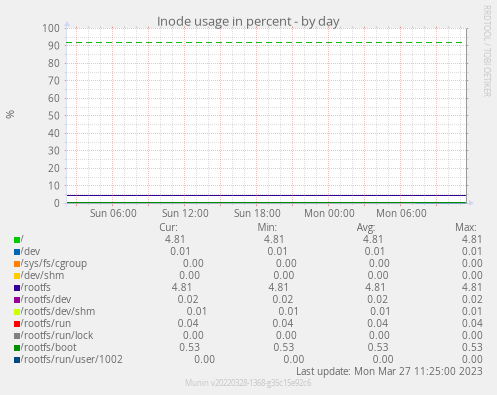 Inode usage in percent - by day
RRDTOOL / TOBI OETIKER
%
100
90
80
70
60
50
40
30
20
10
0
Sun 06:00 Sun 12:00 Sun 18:00 Mon 00:00 Mon 06:00
Cur: Min: Avg: Max:
/ 4.81 4.81 4.81 4.81
/dev 0.01 0.01 0.01 0.01
/sys/fs/cgroup 0.00 0.00 0.00 0.00
/dev/shm 0.00 0.00 0.00 0.00
/rootfs 4.81 4.81 4.81 4.81
/rootfs/dev 0.02 0.02 0.02 0.02
/rootfs/dev/shm 0.01 0.01 0.01 0.01
/rootfs/run 0.04 0.04 0.04 0.04
/rootfs/run/lock 0.00 0.00 0.00 0.00
/rootfs/boot 0.53 0.53 0.53 0.53
/rootfs/run/user/1002 0.00 0.00 0.00 0.00
Last update: Mon Mar 27 11:25:00 2023
Munin v20220328-1368-g35c15e92c6